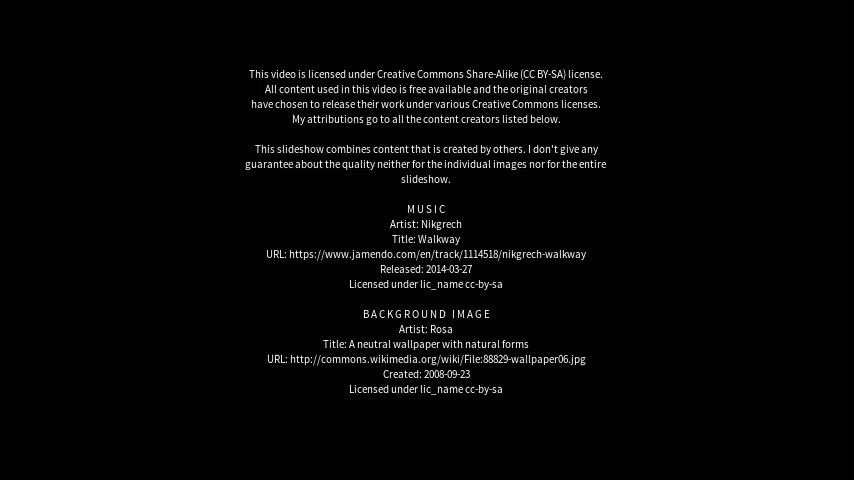 This video is licensed under Creative Commons Share-Alike (CC BY-SA) license.
All content used in this video is free available and the original creators
have chosen to release their work under various Creative Commons licenses.
My attributions go to all the content creators listed below.
This slideshow combines content that is created by others. I don't give any
guarantee about the quality neither for the individual images nor for the entire
slideshow.
MUSIC
Artist: Nikgrech
Title: Walkway
URL: https://www.jamendo.com/en/track/1114518/nikgrech-walkway
Released: 2014-03-27
Licensed under lic_name cc-by-sa
BACKGROUND IMAGE
Artist: Rosa
Title: A neutral wallpaper with natural forms
URL: http://commons.wikimedia.org/wiki/File:88829-wallpaper06.jpg
Created: 2008-09-23
Licensed under lic_name cc-by-sa